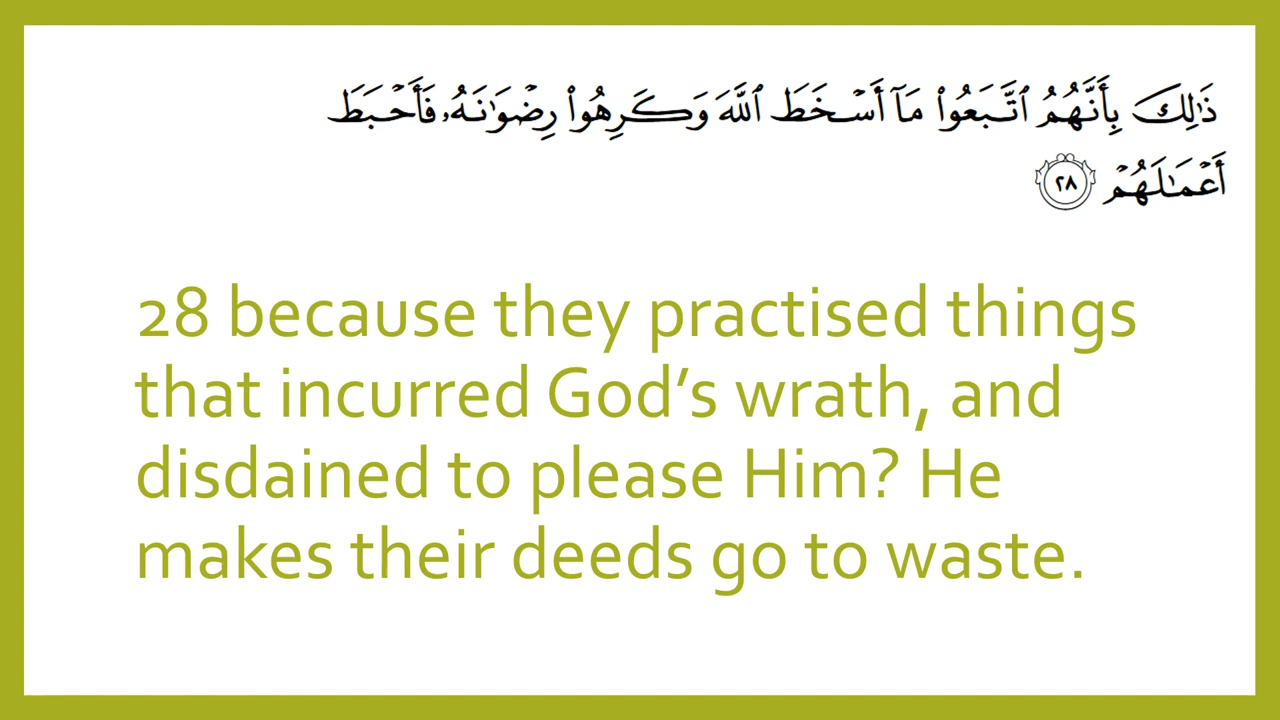 ذَٰلِكَ بِأَنَّهُمُ ٱتَّبَعُوا۟ مَآ أَسْخَطَ ٱللَّهَ وَكَرِهُوا۟ رِضْوَٰنَهُۥ فَأَحْبَطَ
أَعْمَـٰلَهُمْ ٢٨
28 because they practised things
that incurred God’s wrath, and
disdained to please Him? He
makes their deeds go to waste.